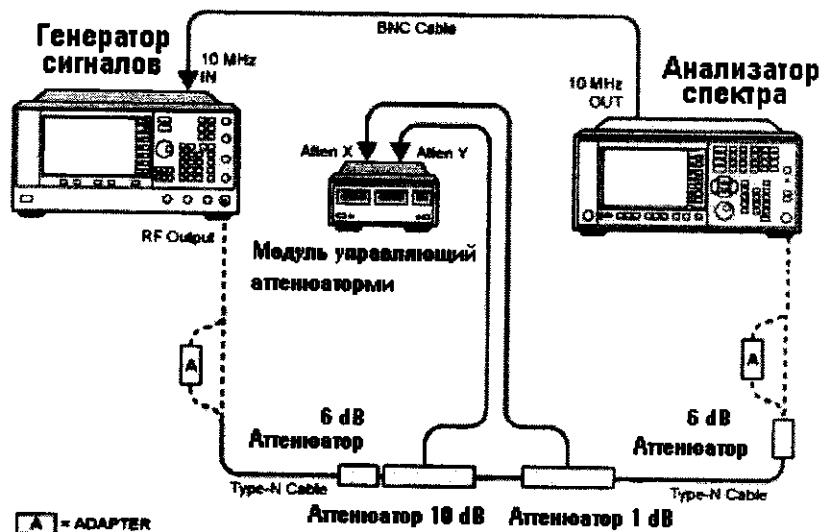 BNC Cable
Генератор
сигналов
10 MHz
IN
10 MHz
OUT
Анализатор
спектра
Atten X
Atten Y
RF Output
Модуль управляющий
аттенюаторми
A
A
6 dB
Аттенюатор
6 dB
Аттенюатор
Type-N Cable
Type-N Cable
Аттенюатор 10 dB
Аттенюатор 1 dB
A = ADAPTER